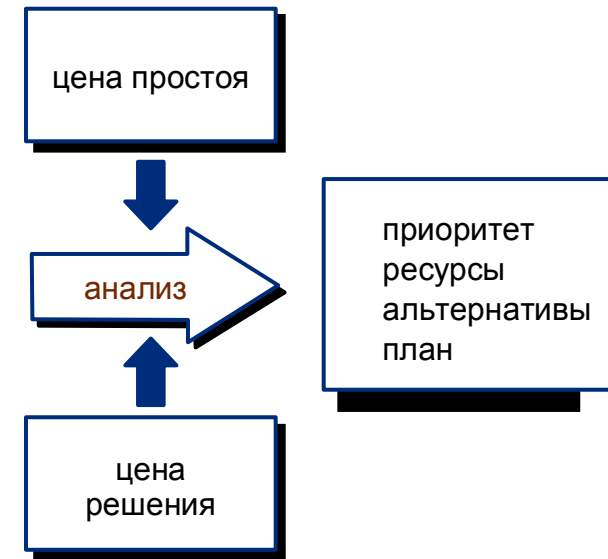 цена простоя
анализ
приоритет
ресурсы
альтернативы
план
цена
решения